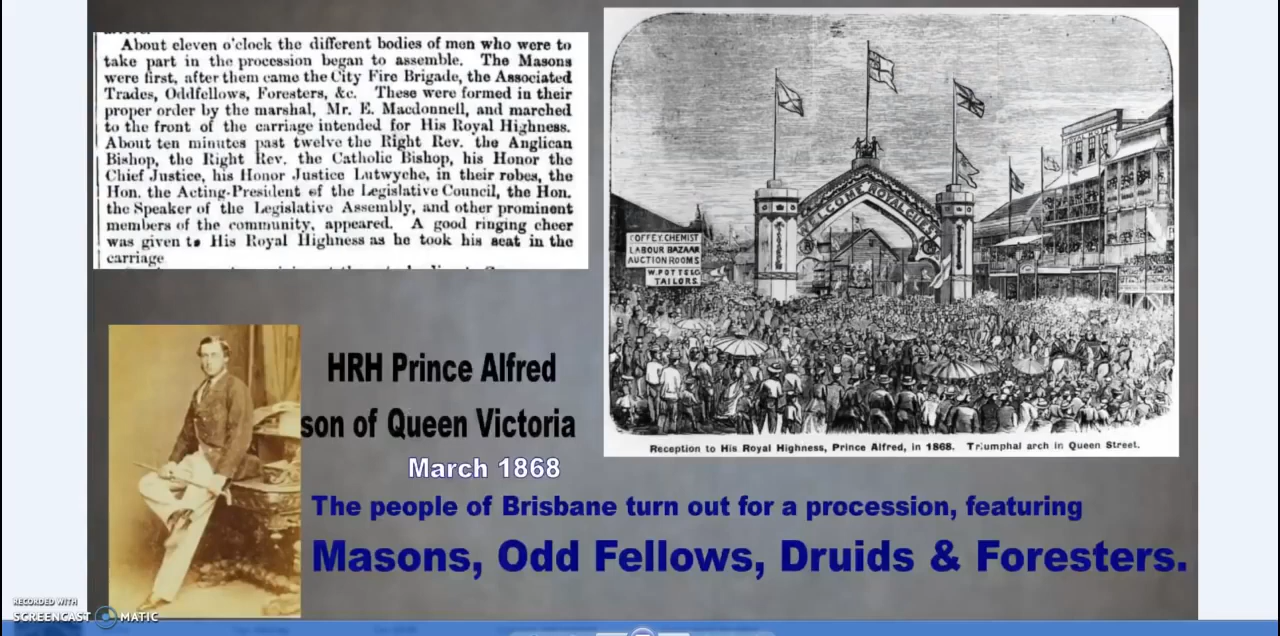 About eleven o'clock the different bodies of men who were to
take part in the procession began to assemble. The Masons
were first, after them came the City Fire Brigade, the Associated
Trades, Oddfellows, Foresters, &c. These were formed in their
proper order by the marshal, Mr. E. Macdonnell, and marched
to the front of the carriage intended for His Royal Highness.
About ten minutes past twelve the Right Rev. the Anglican
Bishop, the Right Rev. the Catholic Bishop, his Honor the
Chief Justice, his Honor Justice Lutwyche, in their robes, the
Hon. the Acting-President of the Legislative Council, the Hon.
the Speaker of the Legislative Assembly, and other prominent
members of the community, appeared. A good ringing cheer
was given to His Royal Highness as he took his seat in the
carriage
WELCOME ROYAL GUEST
COFFEY.CHEMIST
LABOUR BAZAAR
AUCTION ROOMS
W.POTTS&CO
TAILORS.
Reception to His Royal Highness, Prince Alfred, in 1868. Triumphal arch in Queen Street.
HRH Prince Alfred
son of Queen Victoria
March 1868
The people of Brisbane turn out for a procession, featuring
Masons, Odd Fellows, Druids & Foresters.
RECORDED WITH
SCREENCAST MATIC